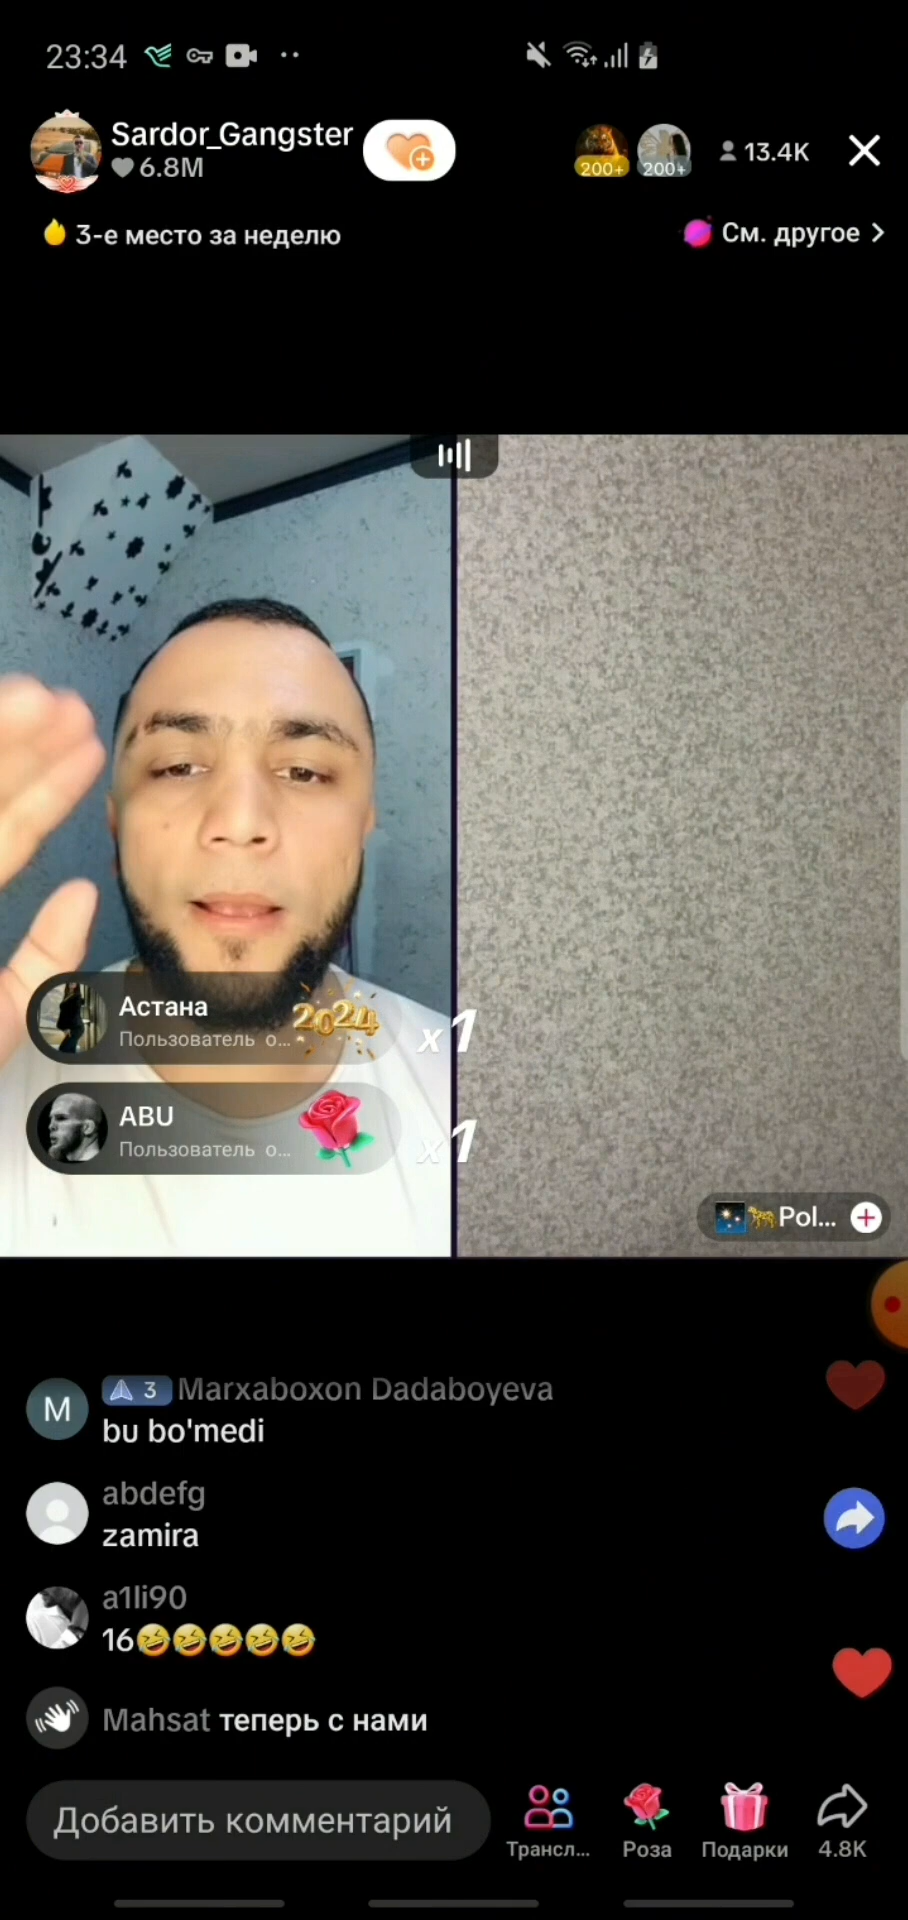 23:34
Sardor_Gangster
6.8M
200+
200+
13.4K
3-е место за неделю
См. другое >
Астана
Пользователь о...
2024
x1
ABU
Пользователь о...
x1
Pol...
M
3 Marxaboxon Dadaboyeva
bu bo'medi
abdefg
zamira
a1li90
16🤣🤣🤣🤣🤣
Mahsat теперь с нами
Добавить комментарий
Трансл...
Роза
Подарки
4.8K